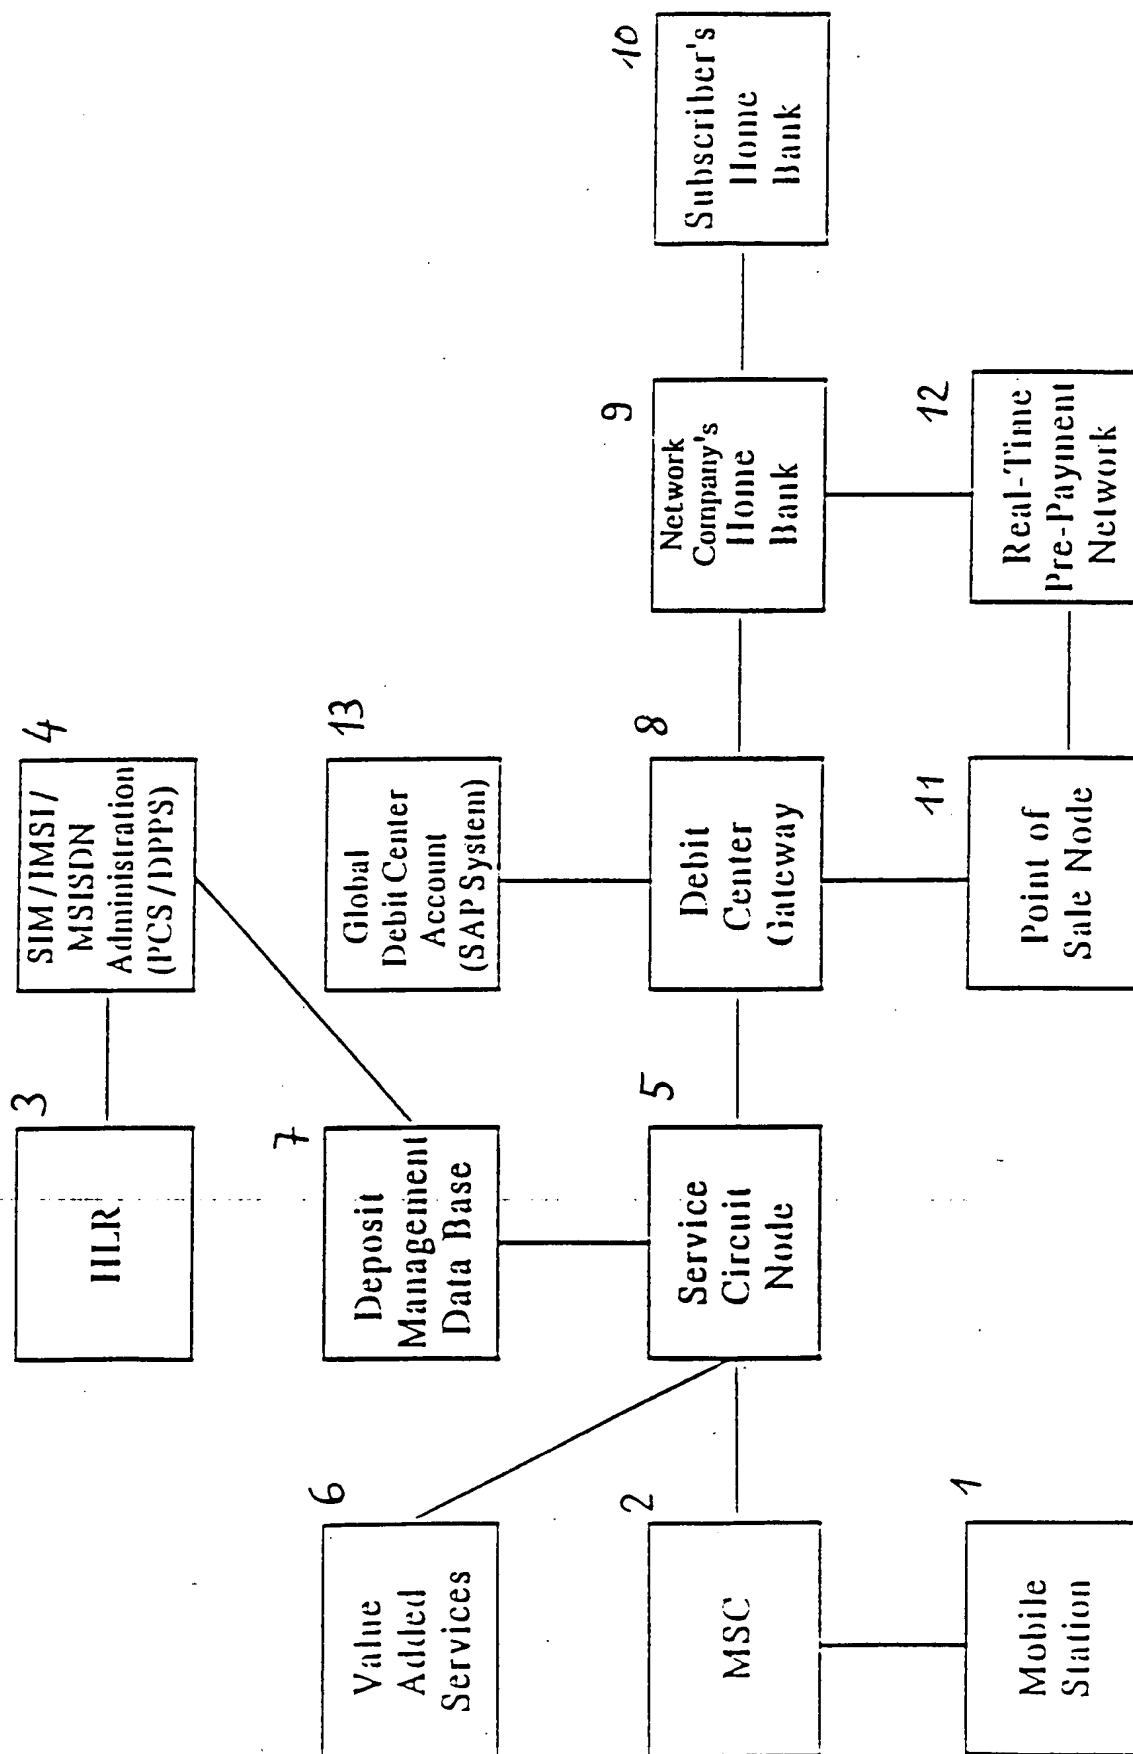 3
HLR
4
SIM/IMSI/
MSISDN
Administration
(PCS/DPPS)
6
Value
Added
Services
7
Deposit
Management
Data Base
13
Global
Debit Center
Account
(SAP System)
2
MSC
5
Service
Circuit
Node
8
Debit
Center
Gateway
9
Network
Company's
Home
Bank
10
Subscriber's
Home
Bank
1
Mobile
Station
11
Point of
Sale Node
12
Real-Time
Pre-Payment
Network